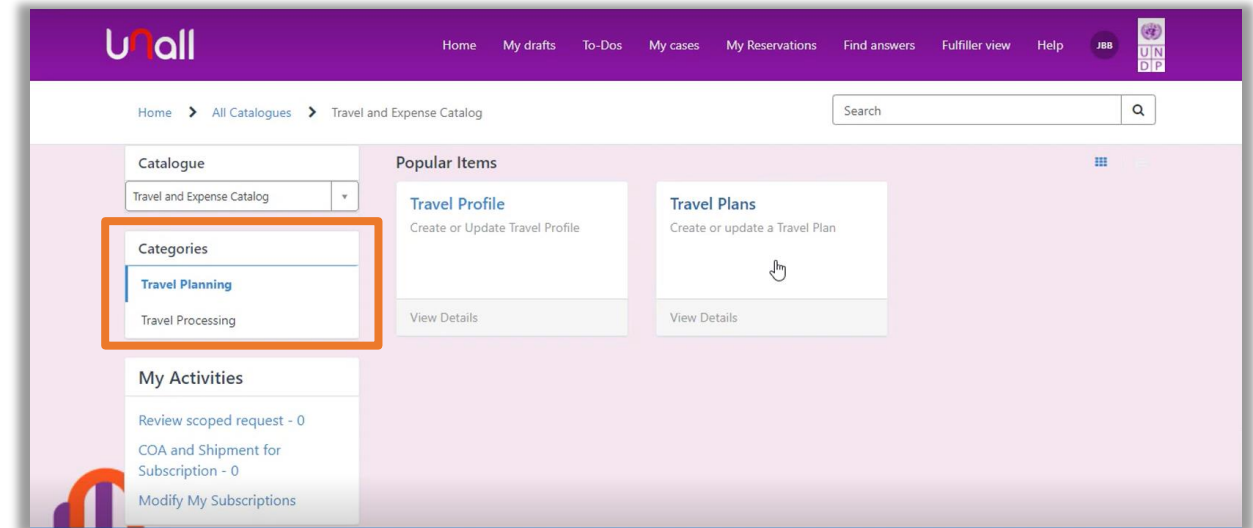 unall
Home My drafts To-Dos My cases My Reservations Find answers Fulfiller view Help JBB
U N
D P
Home > All Catalogues > Travel and Expense Catalog
Search
Catalogue
Travel and Expense Catalog
Categories
Travel Planning
Travel Processing
My Activities
Review scoped request - 0
COA and Shipment for
Subscription - 0
Modify My Subscriptions
Popular Items
Travel Profile
Create or Update Travel Profile
View Details
Travel Plans
Create or update a Travel Plan
View Details